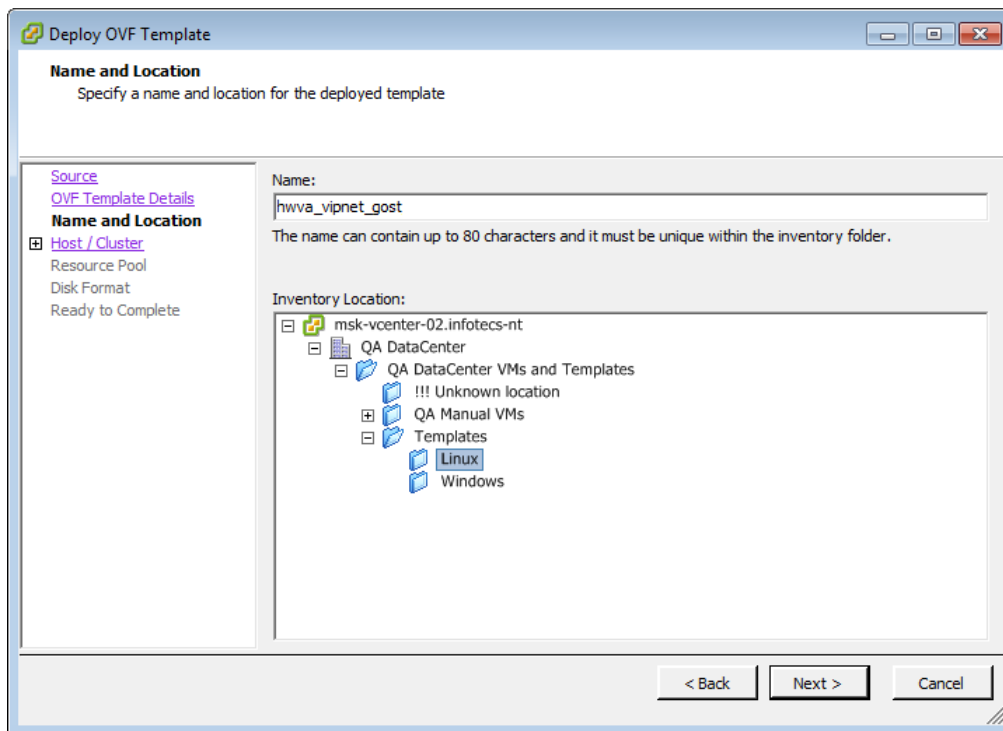 Deploy OVF Template
Name and Location
Specify a name and location for the deployed template
Source
OVF Template Details
Name and Location
Host / Cluster
Resource Pool
Disk Format
Ready to Complete
Name:
hwva_vipnet_gost
The name can contain up to 80 characters and it must be unique within the inventory folder.
Inventory Location:
msk-vcenter-02.infotecs-nt
QA DataCenter
QA DataCenter VMs and Templates
!!! Unknown location
QA Manual VMs
Templates
Linux
Windows
< Back
Next >
Cancel